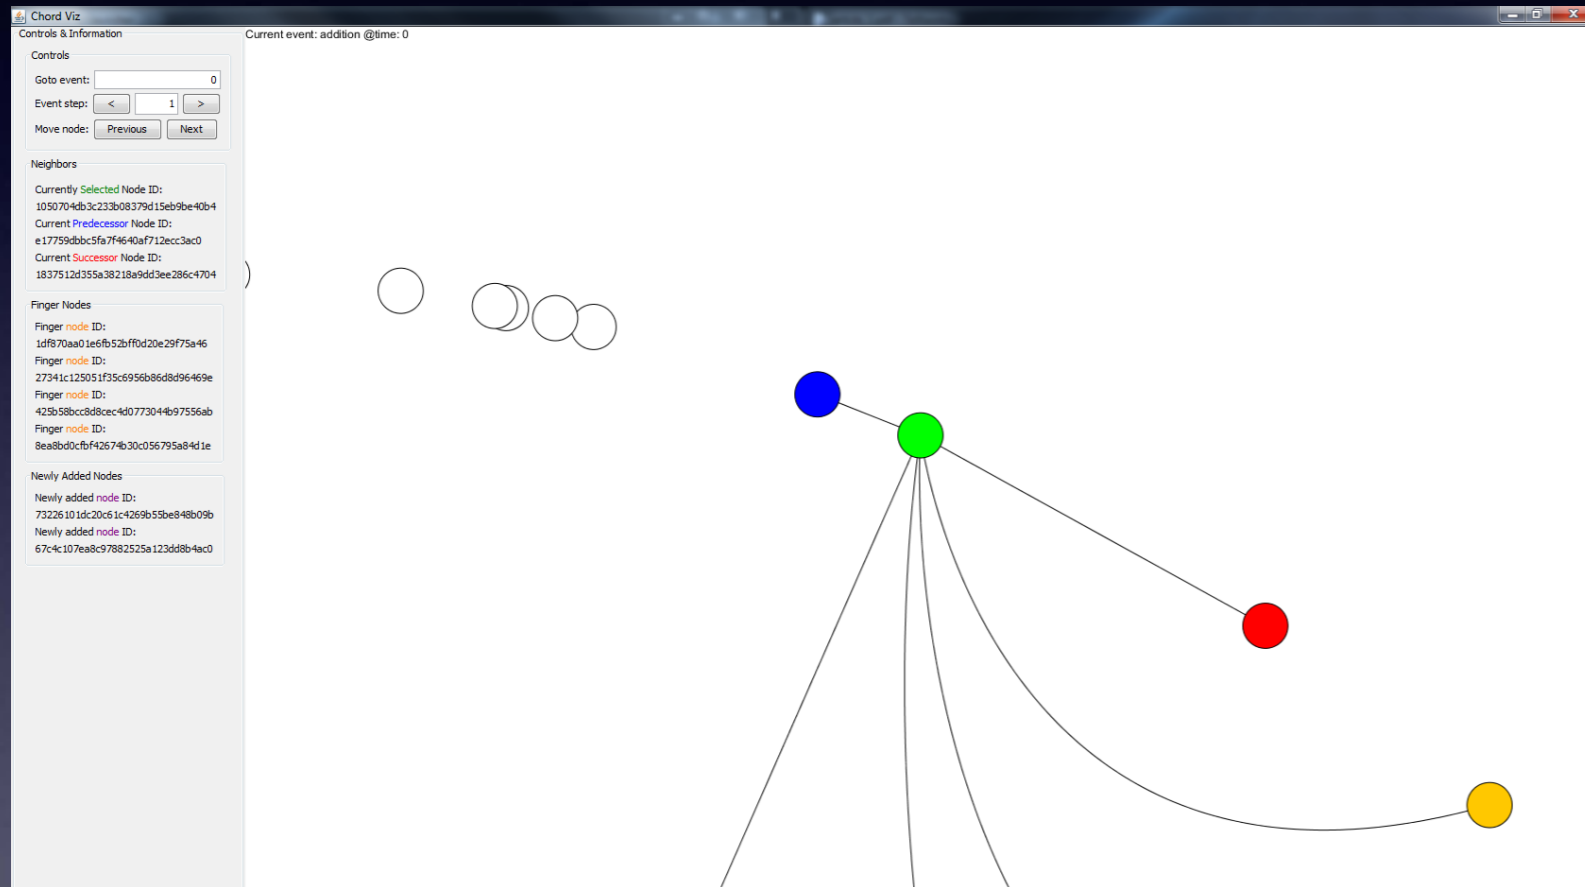 Chord Viz
Controls & Information
Current event: addition @time: 0
Controls
Goto event: 0
Event step: < 1 >
Move node: Previous Next
Neighbors
Currently Selected Node ID:
1050704db3c233b08379d15eb9be40b4
Current Predecessor Node ID:
e17759dbbc5fa7f4640af712ecc3ac0
Current Successor Node ID:
1837512d355a38218a9dd3ee286c4704
Finger Nodes
Finger node ID:
1df870aa01e6fb52bff0d20e29f75a46
Finger node ID:
27341c125051f35c6956b86d8d96469e
Finger node ID:
425b58bcc8d8cec4d0773044b97556ab
Finger node ID:
8ea8bd0cfbf42674b30c056795a84d1e
Newly Added Nodes
Newly added node ID:
73226101dc20c61c4269b55be848b09b
Newly added node ID:
67c4c107ea8c97882525a123dd8b4ac0